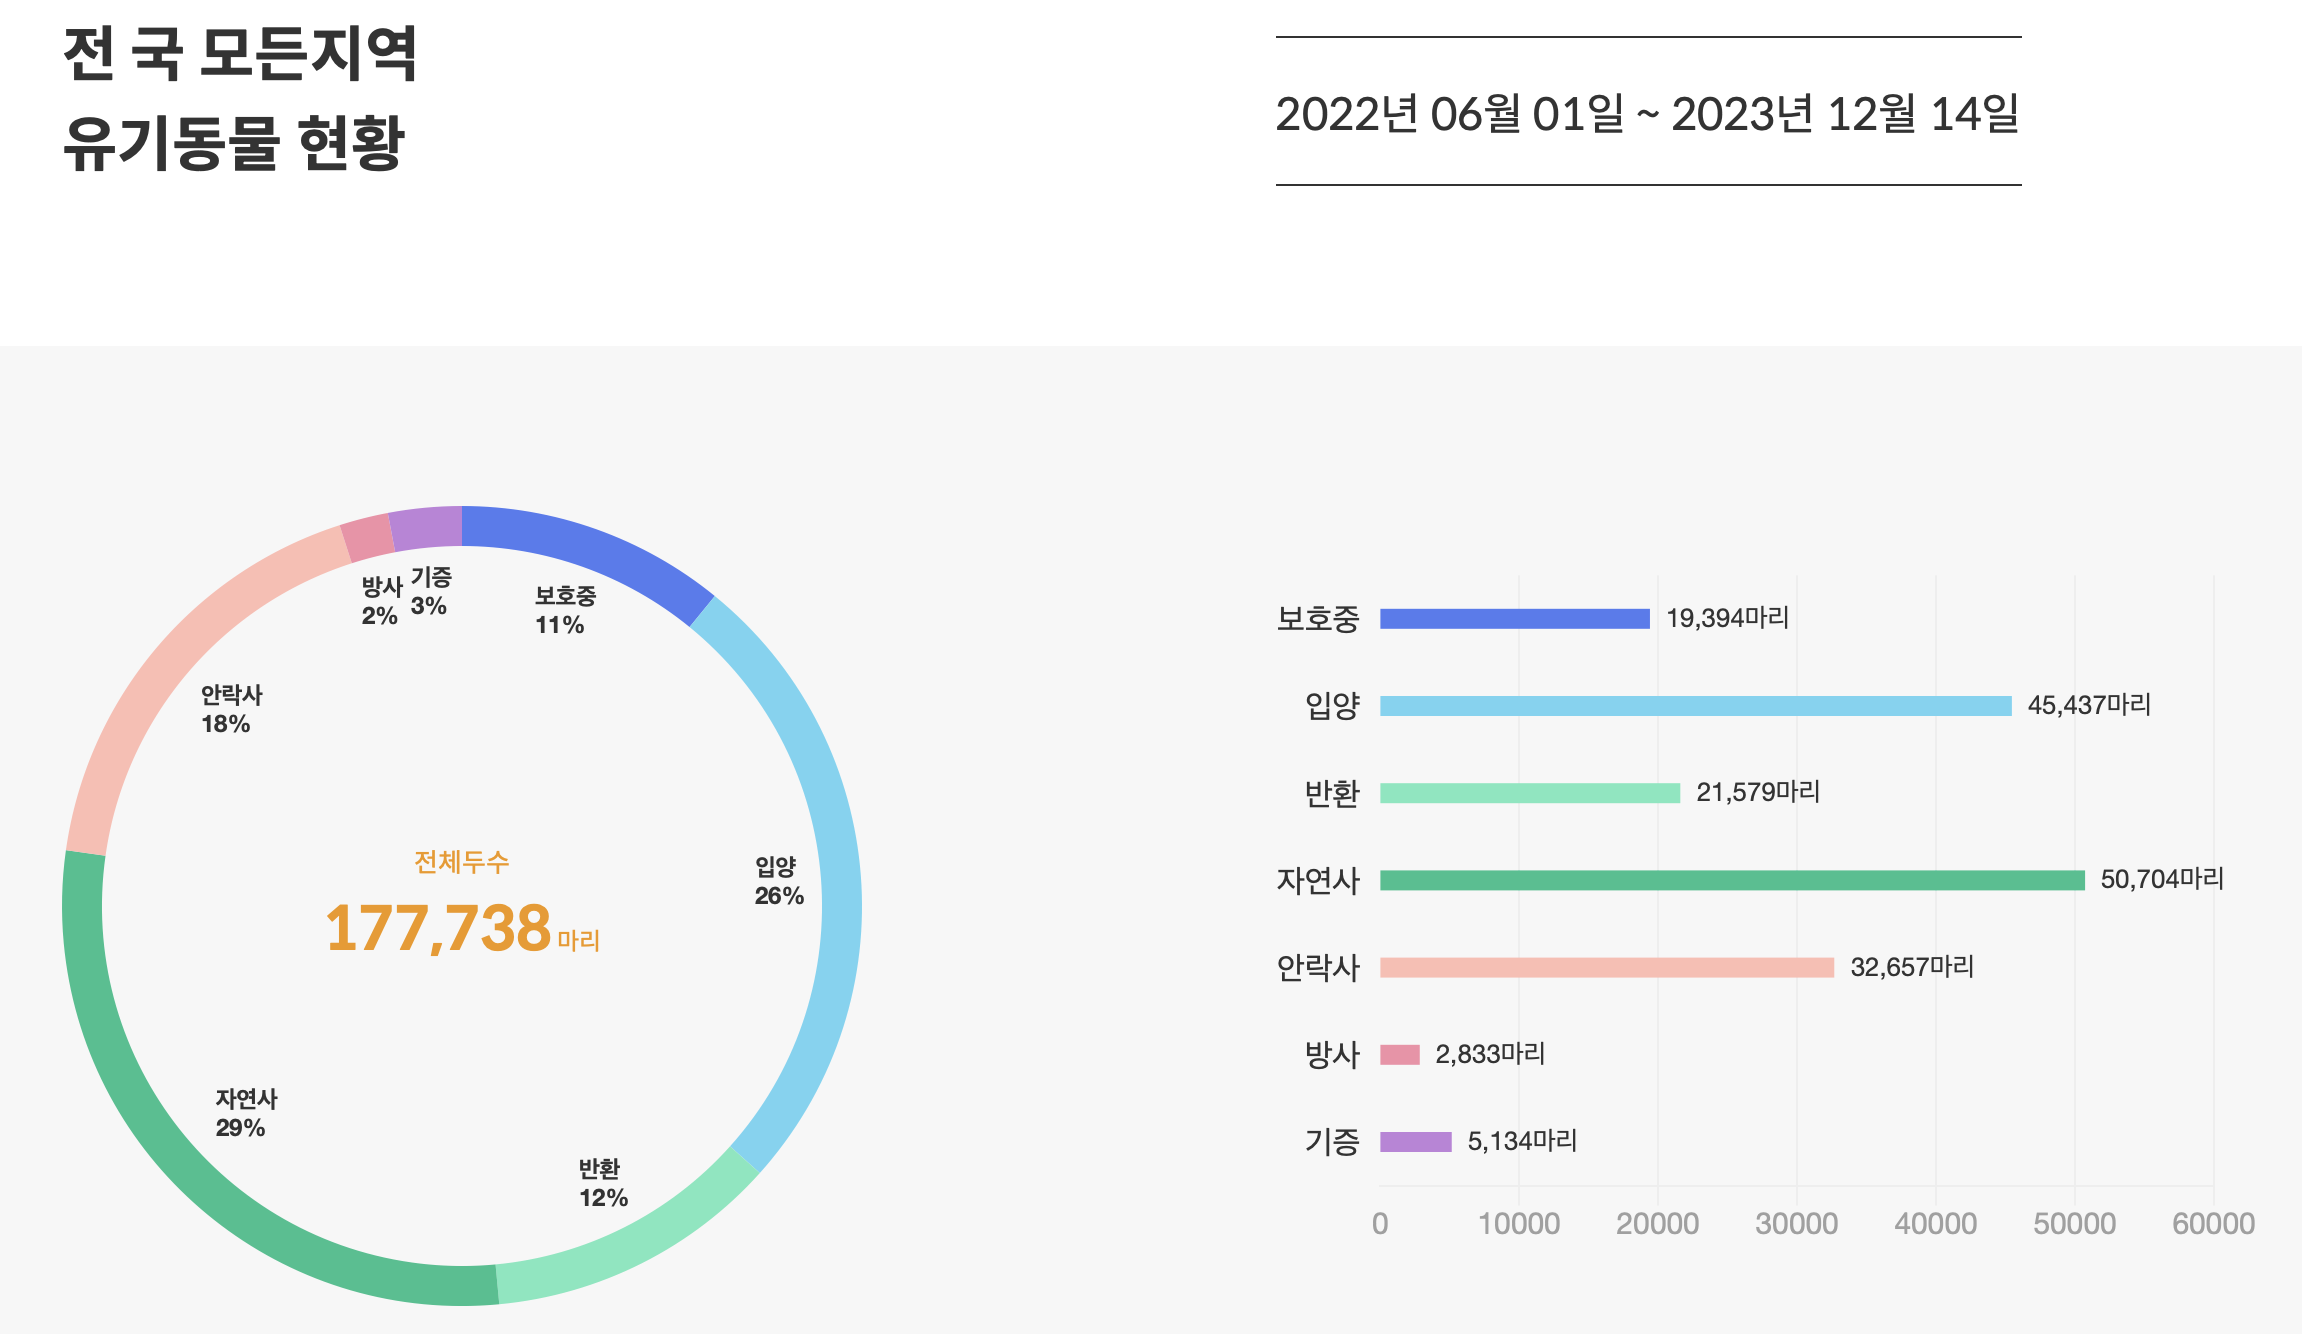 전 국 모든지역
유기동물 현황
2022년 06월 01일 ~ 2023년 12월 14일
방사
2%
기증
3%
보호중
11%
안락사
18%
전체두수
177,738 마리
입양
26%
자연사
29%
반환
12%
보호중 19,394마리
입양 45,437마리
반환 21,579마리
자연사 50,704마리
안락사 32,657마리
방사 2,833마리
기증 5,134마리
0 10000 20000 30000 40000 50000 60000